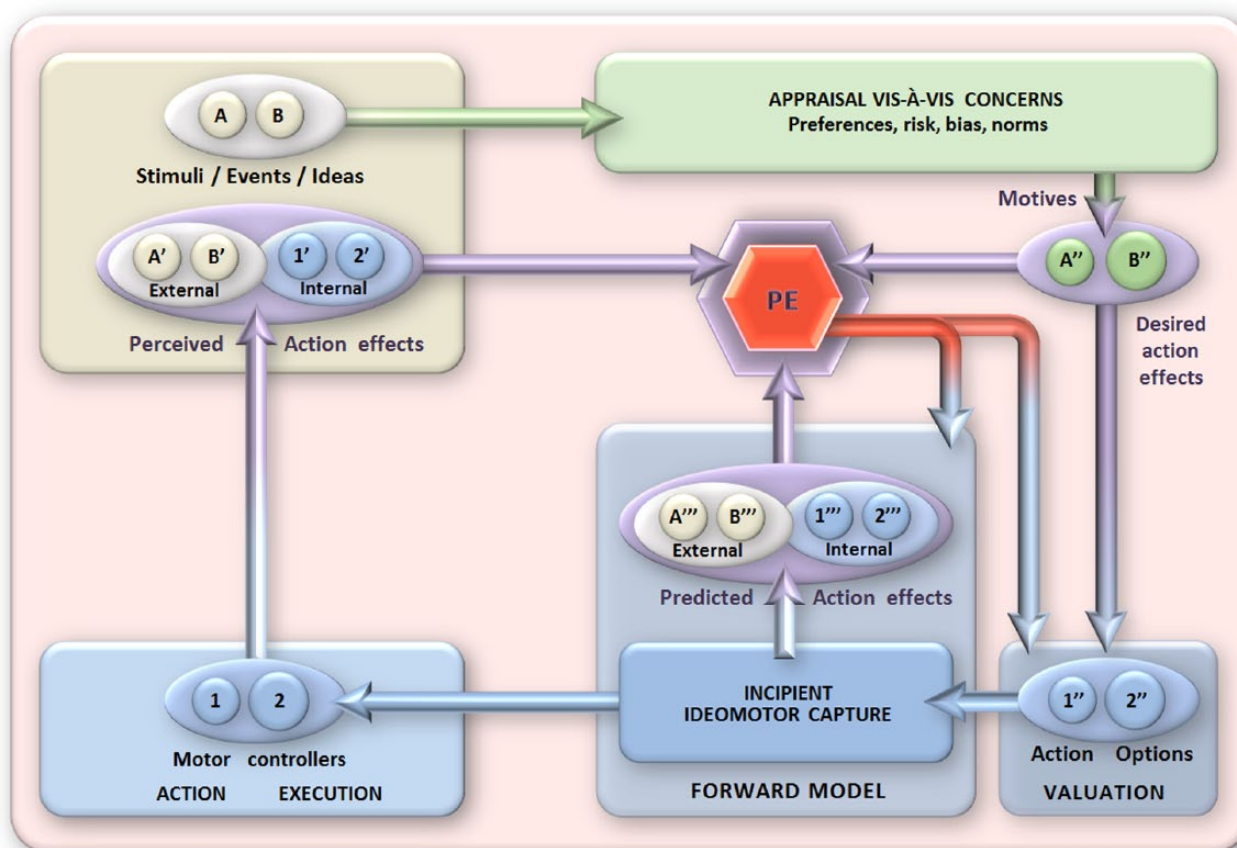 A B
Stimuli / Events / Ideas
A' B' 1' 2'
External Internal
Perceived Action effects
APPRAISAL VIS-À-VIS CONCERNS
Preferences, risk, bias, norms
Motives
A'' B''
Desired
action
effects
PE
A''' B''' 1''' 2'''
External Internal
Predicted Action effects
INCIPIENT
IDEOMOTOR CAPTURE
FORWARD MODEL
1 2
Motor controllers
ACTION EXECUTION
1'' 2''
Action Options
VALUATION